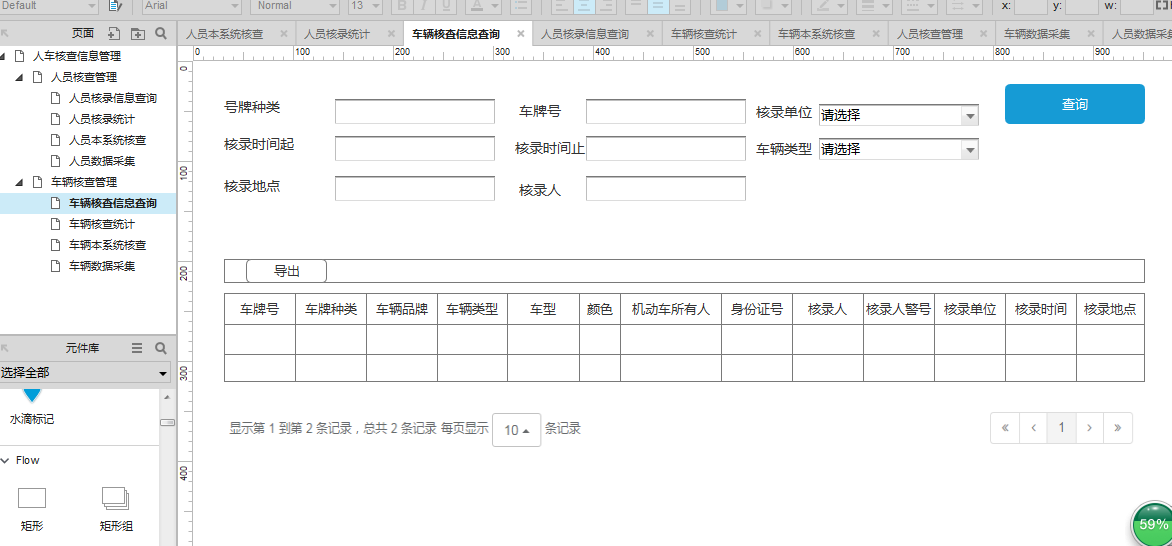 Default Arial Normal 13 B I U A x: y: w:
页面
人员本系统核查 人员核录统计 车辆核查信息查询 人员核录信息查询 车辆核查统计 车辆本系统核查 人员核查管理 车辆数据采集 人员数据采集
0 100 200 300 400 500 600 700 800 900
人车核查信息管理
人员核查管理
人员核录信息查询
人员核录统计
人员本系统核查
人员数据采集
车辆核查管理
车辆核查信息查询
车辆核查统计
车辆本系统核查
车辆数据采集
元件库
选择全部
水滴标记
Flow
矩形 矩形组
0
100
200
300
400
号牌种类 车牌号 核录单位 请选择 查询
核录时间起 核录时间止 车辆类型 请选择
核录地点 核录人
导出
车牌号 车牌种类 车辆品牌 车辆类型 车型 颜色 机动车所有人 身份证号 核录人 核录人警号 核录单位 核录时间 核录地点
显示第 1 到第 2 条记录，总共 2 条记录 每页显示 10 条记录 « ‹ 1 › »
59%